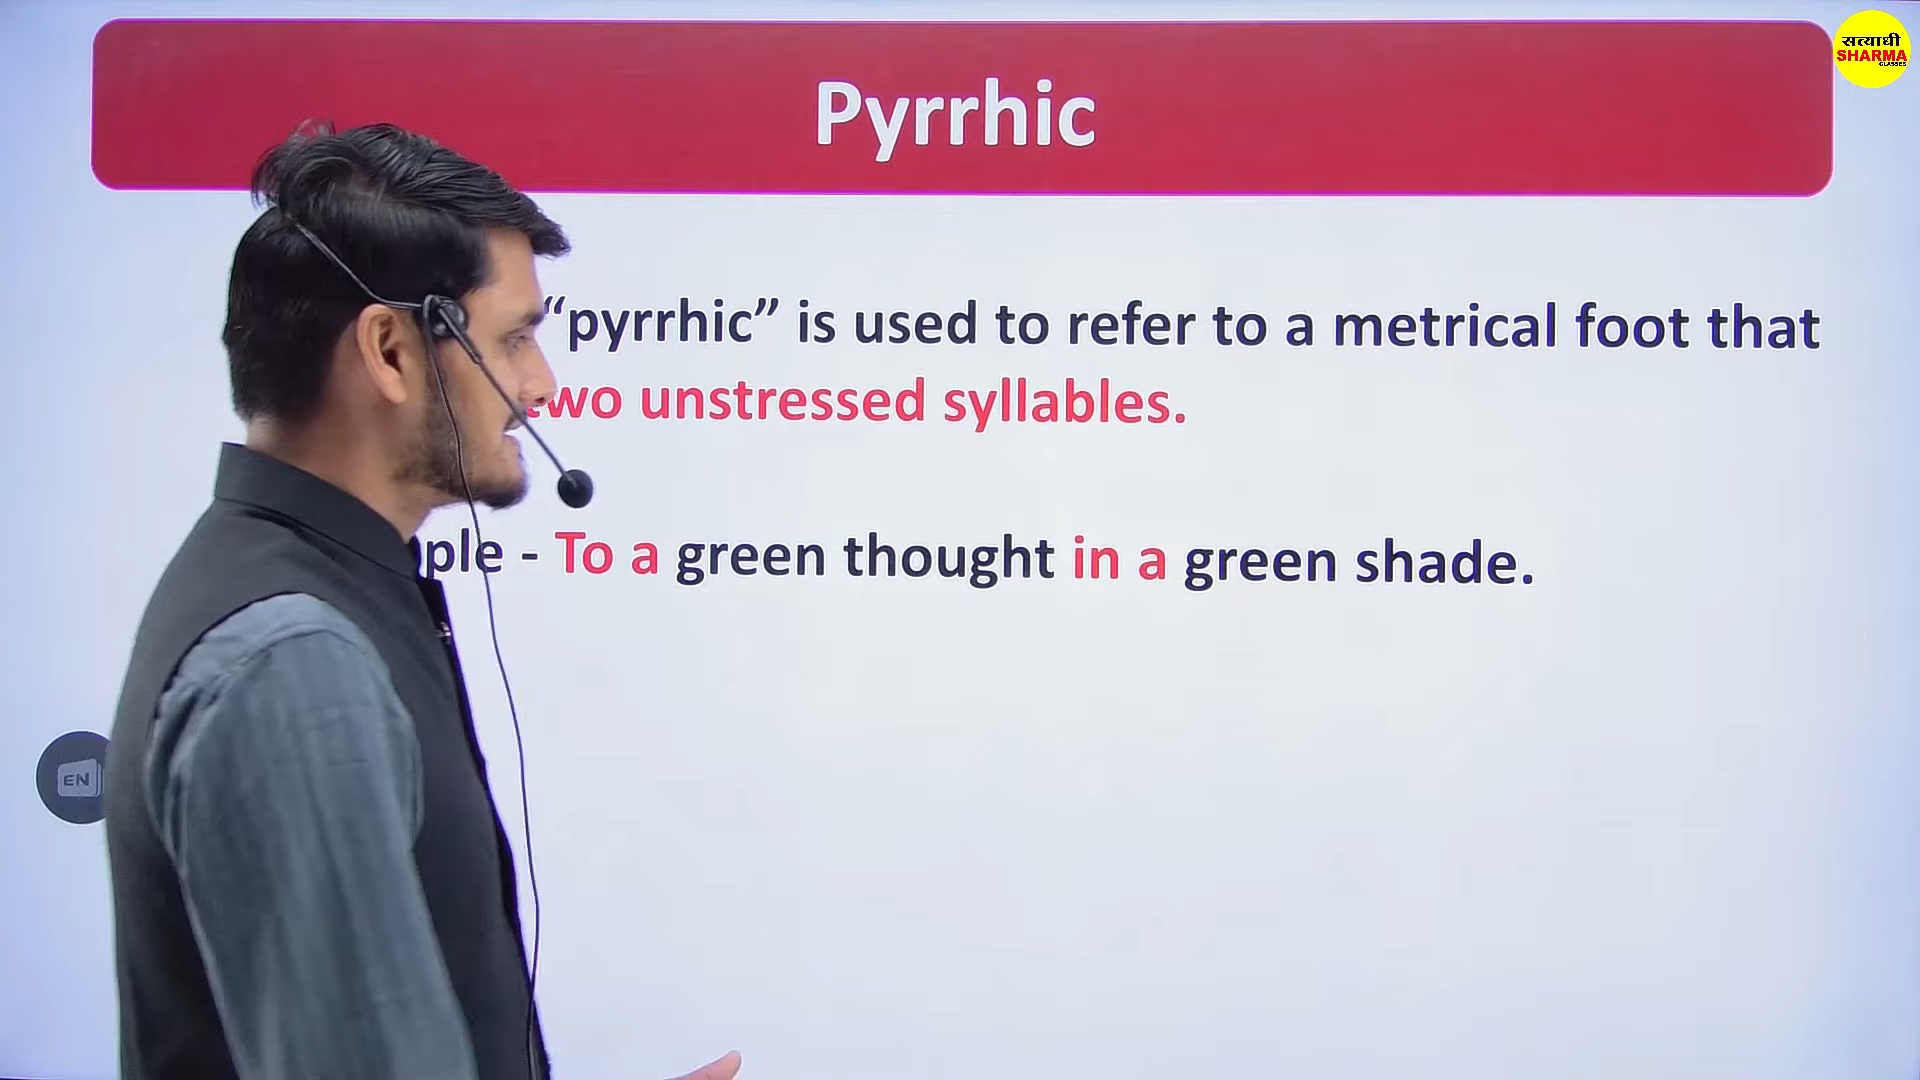 Pyrrhic
सत्याधी
SHARMA
CLASSES
“pyrrhic” is used to refer to a metrical foot that
two unstressed syllables.
ple - To a green thought in a green shade.
EN